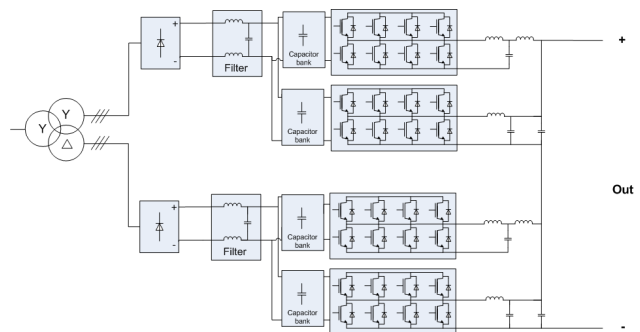 +
-
Filter
Capacitor bank
+
Capacitor bank
Y
Y
Δ
Out
+
-
Filter
Capacitor bank
Capacitor bank
-